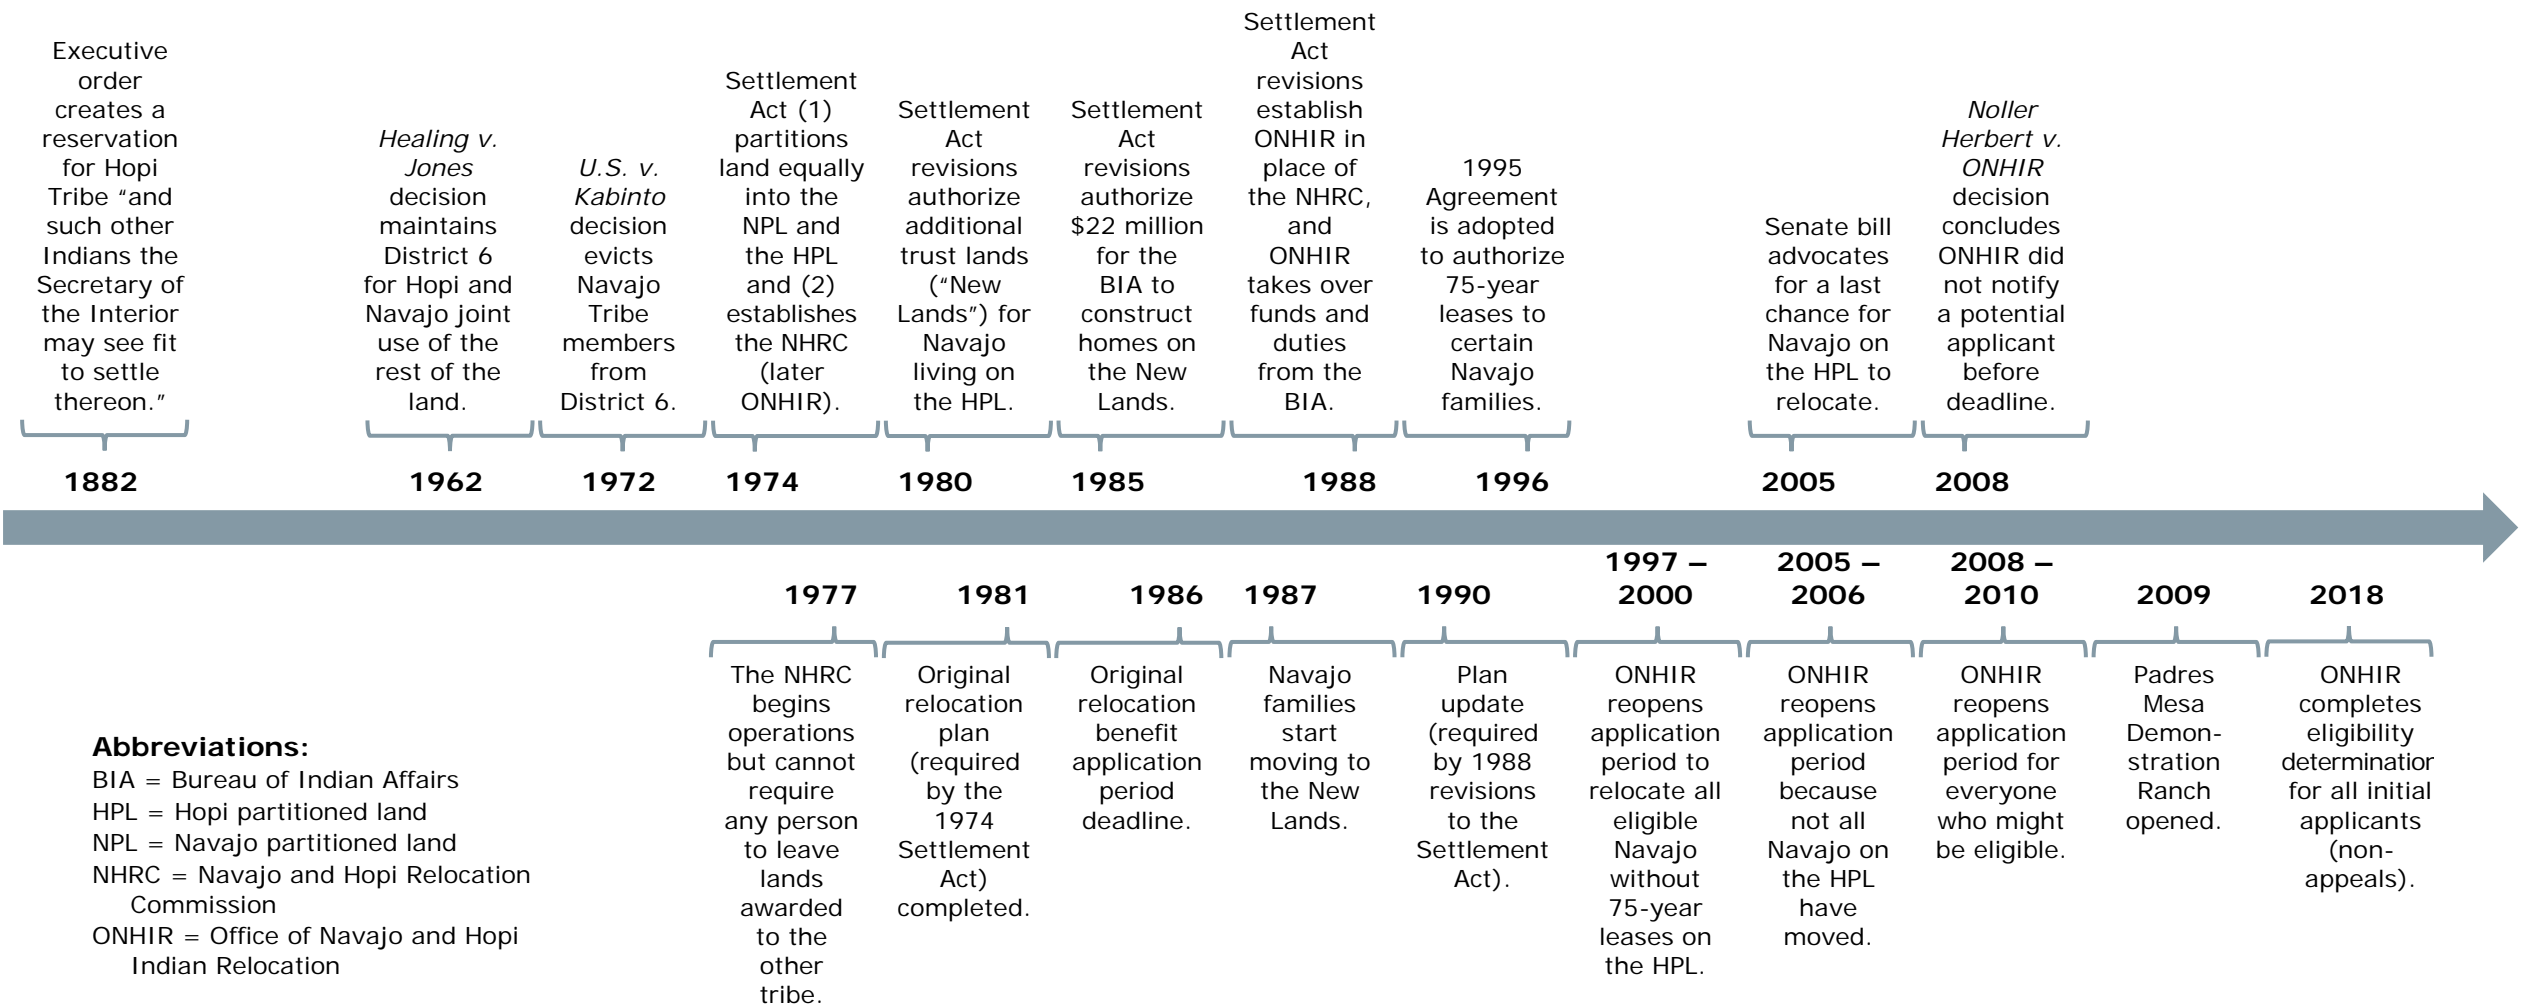 Executive
order
creates a
reservation
for Hopi
Tribe “and
such other
Indians the
Secretary of
the Interior
may see fit
to settle
thereon.”
1882
Healing v.
Jones
decision
maintains
District 6
for Hopi and
Navajo joint
use of the
rest of the
land.
1962
U.S. v.
Kabinto
decision
evicts
Navajo
Tribe
members
from
District 6.
1972
Settlement
Act (1)
partitions
land equally
into the
NPL and
the HPL
and (2)
establishes
the NHRC
(later
ONHIR).
1974
Settlement
Act
revisions
authorize
additional
trust lands
(“New
Lands”) for
Navajo
living on
the HPL.
1980
Settlement
Act
revisions
authorize
$22 million
for the
BIA to
construct
homes on
the New
Lands.
1985
Settlement
Act
revisions
establish
ONHIR in
place of
the NHRC,
and
ONHIR
takes over
funds and
duties
from the
BIA.
1988
1995
Agreement
is adopted
to authorize
75-year
leases to
certain
Navajo
families.
1996
Senate bill
advocates
for a last
chance for
Navajo on
the HPL to
relocate.
2005
Noller
Herbert v.
ONHIR
decision
concludes
ONHIR did
not notify
a potential
applicant
before
deadline.
2008
1977
The NHRC
begins
operations
but cannot
require
any person
to leave
lands
awarded
to the
other
tribe.
1981
Original
relocation
plan
(required
by the
1974
Settlement
Act)
completed.
1986
Original
relocation
benefit
application
period
deadline.
1987
Navajo
families
start
moving to
the New
Lands.
1990
Plan
update
(required
by 1988
revisions
to the
Settlement
Act).
1997 –
2000
ONHIR
reopens
application
period to
relocate all
eligible
Navajo
without
75-year
leases on
the HPL.
2005 –
2006
ONHIR
reopens
application
period
because
not all
Navajo on
the HPL
have
moved.
2008 –
2010
ONHIR
reopens
application
period for
everyone
who might
be eligible.
2009
Padres
Mesa
Demon-
stration
Ranch
opened.
2018
ONHIR
completes
eligibility
determination
for all initial
applicants
(non-
appeals).
Abbreviations:
BIA = Bureau of Indian Affairs
HPL = Hopi partitioned land
NPL = Navajo partitioned land
NHRC = Navajo and Hopi Relocation
Commission
ONHIR = Office of Navajo and Hopi
Indian Relocation